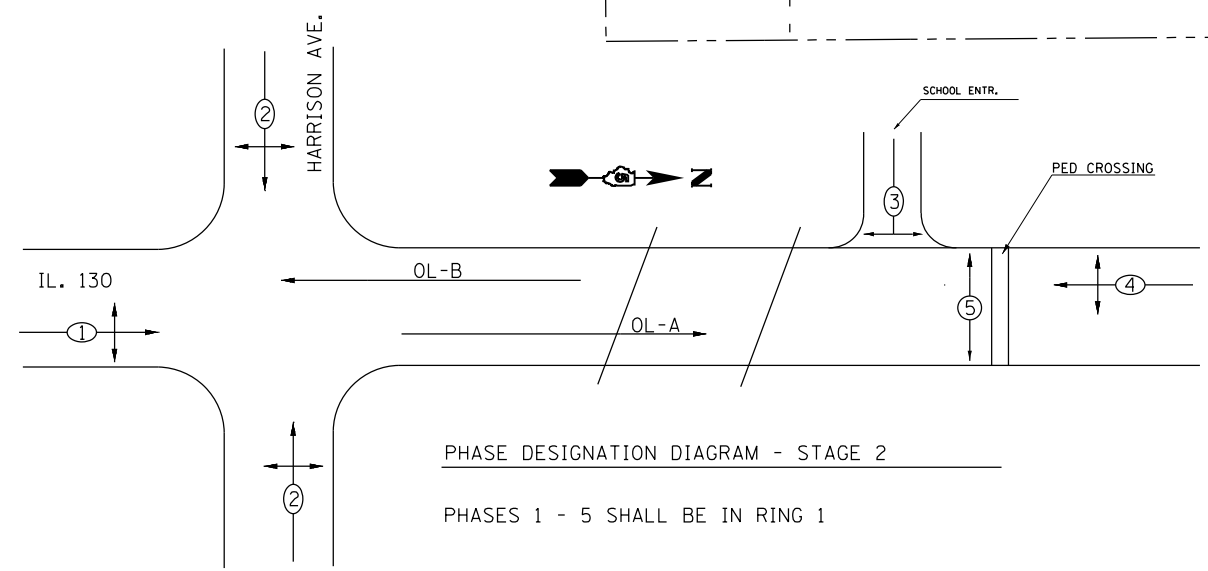 HARRISON AVE.
2
SCHOOL ENTR.
PED CROSSING
N
3
OL-B
IL. 130
4
5
1
OL-A
PHASE DESIGNATION DIAGRAM - STAGE 2
2
PHASES 1 - 5 SHALL BE IN RING 1